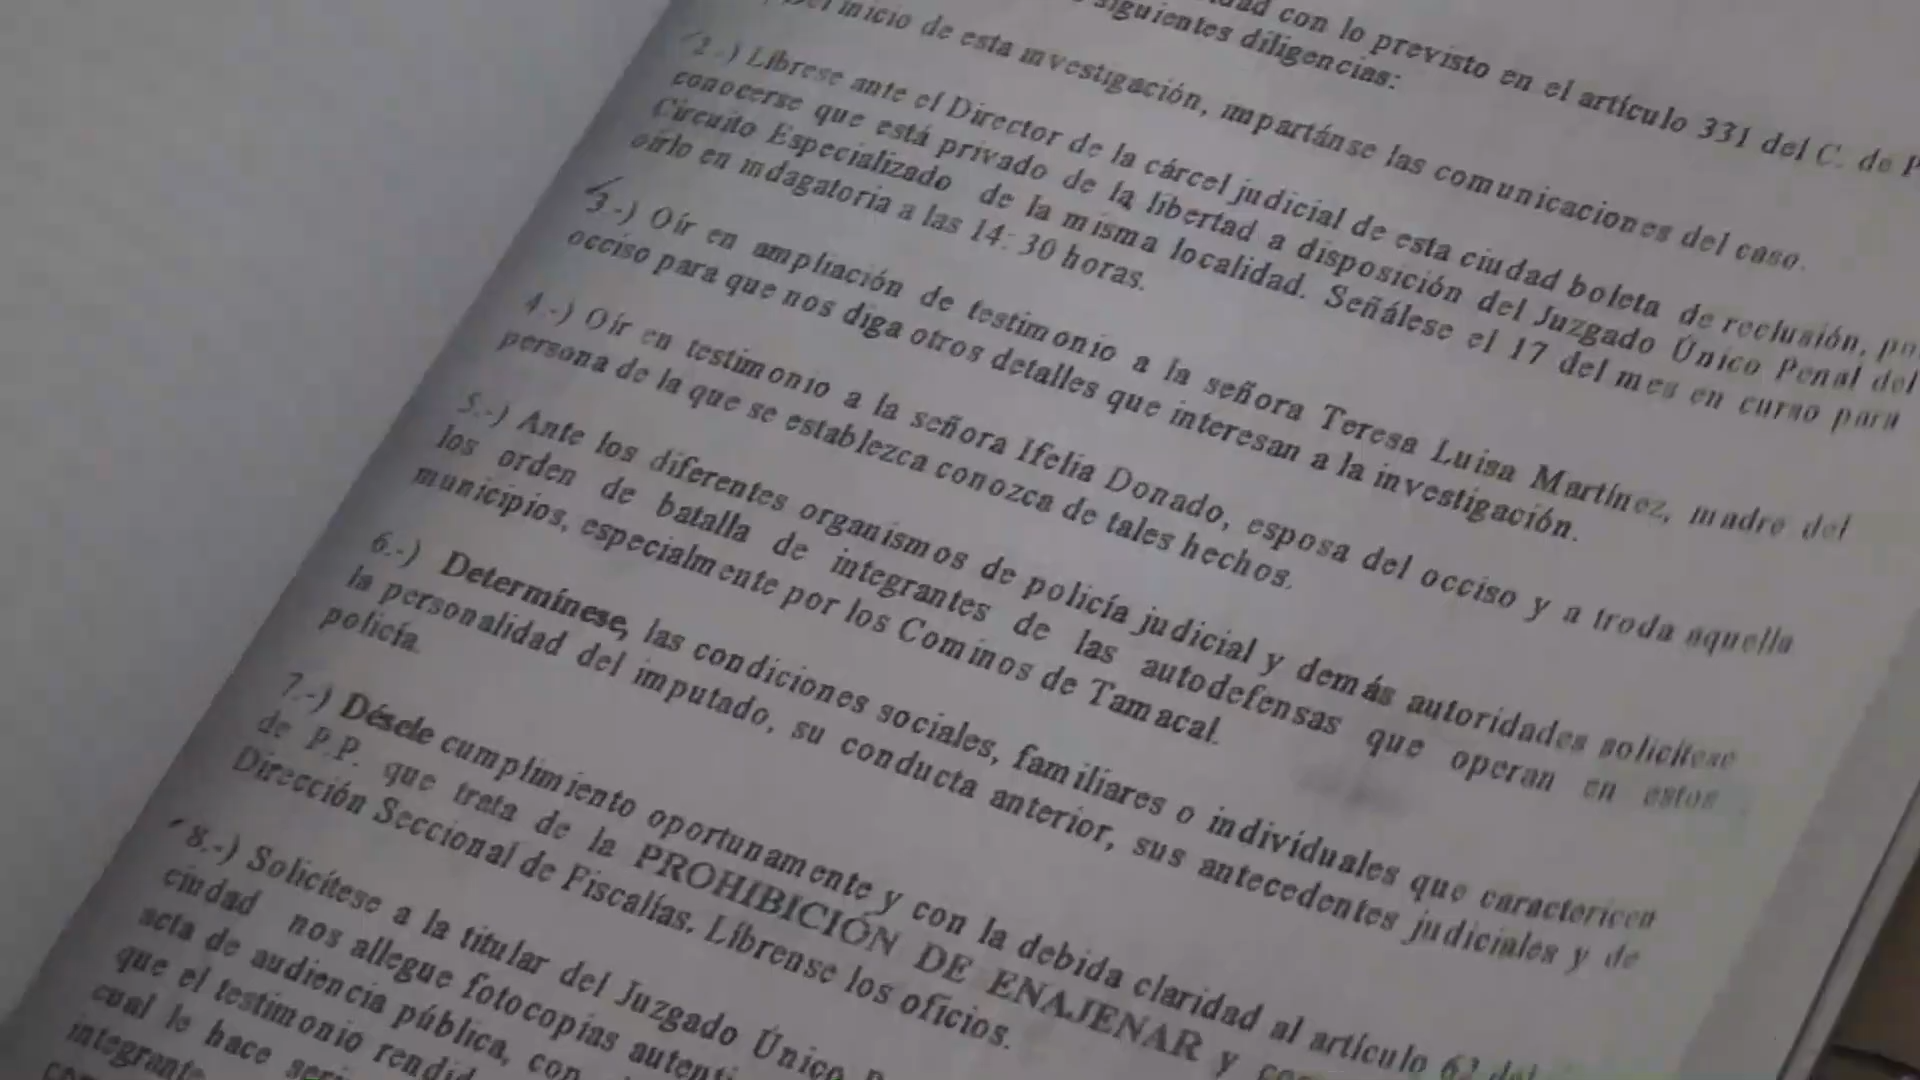 con lo previsto en el artículo 331 del C. de P
siguientes diligencias:
inicio de esta investigación, impartánse las comunicaciones del caso.
2.-) Líbrese ante el Director de la cárcel judicial de esta ciudad boleta de reclusión, po
conocerse que está privado de la libertad a disposición del Juzgado Único Penal del
Circuito Especializado de la misma localidad. Señálese el 17 del mes en curso para
oírlo en indagatoria a las 14: 30 horas.
3.-) Oír en ampliación de testimonio a la señora Teresa Luisa Martínez, madre del
occiso para que nos diga otros detalles que interesan a la investigación.
4.-) Oír en testimonio a la señora Ifelia Donado, esposa del occiso y a troda aquella
persona de la que se establezca conozca de tales hechos.
5.-) Ante los diferentes organismos de policía judicial y demás autoridades solicítese
los orden de batalla de integrantes de las autodefensas que operan en estos
municipios, especialmente por los Cominos de Tamacal.
6.-) Determínese, las condiciones sociales, familiares o individuales que caractericen
la personalidad del imputado, su conducta anterior, sus antecedentes judiciales y de
policía.
7.-) Désele cumplimiento oportunamente y con la debida claridad al artículo 62 del
de P.P. que trata de la PROHIBICIÓN DE ENAJENAR y
Dirección Seccional de Fiscalías. Líbrense los oficios.
8.-) Solicítese a la titular del Juzgado Único
ciudad nos allegue fotocopias
acta de audiencia pública, con
que el testimonio
cual le hace